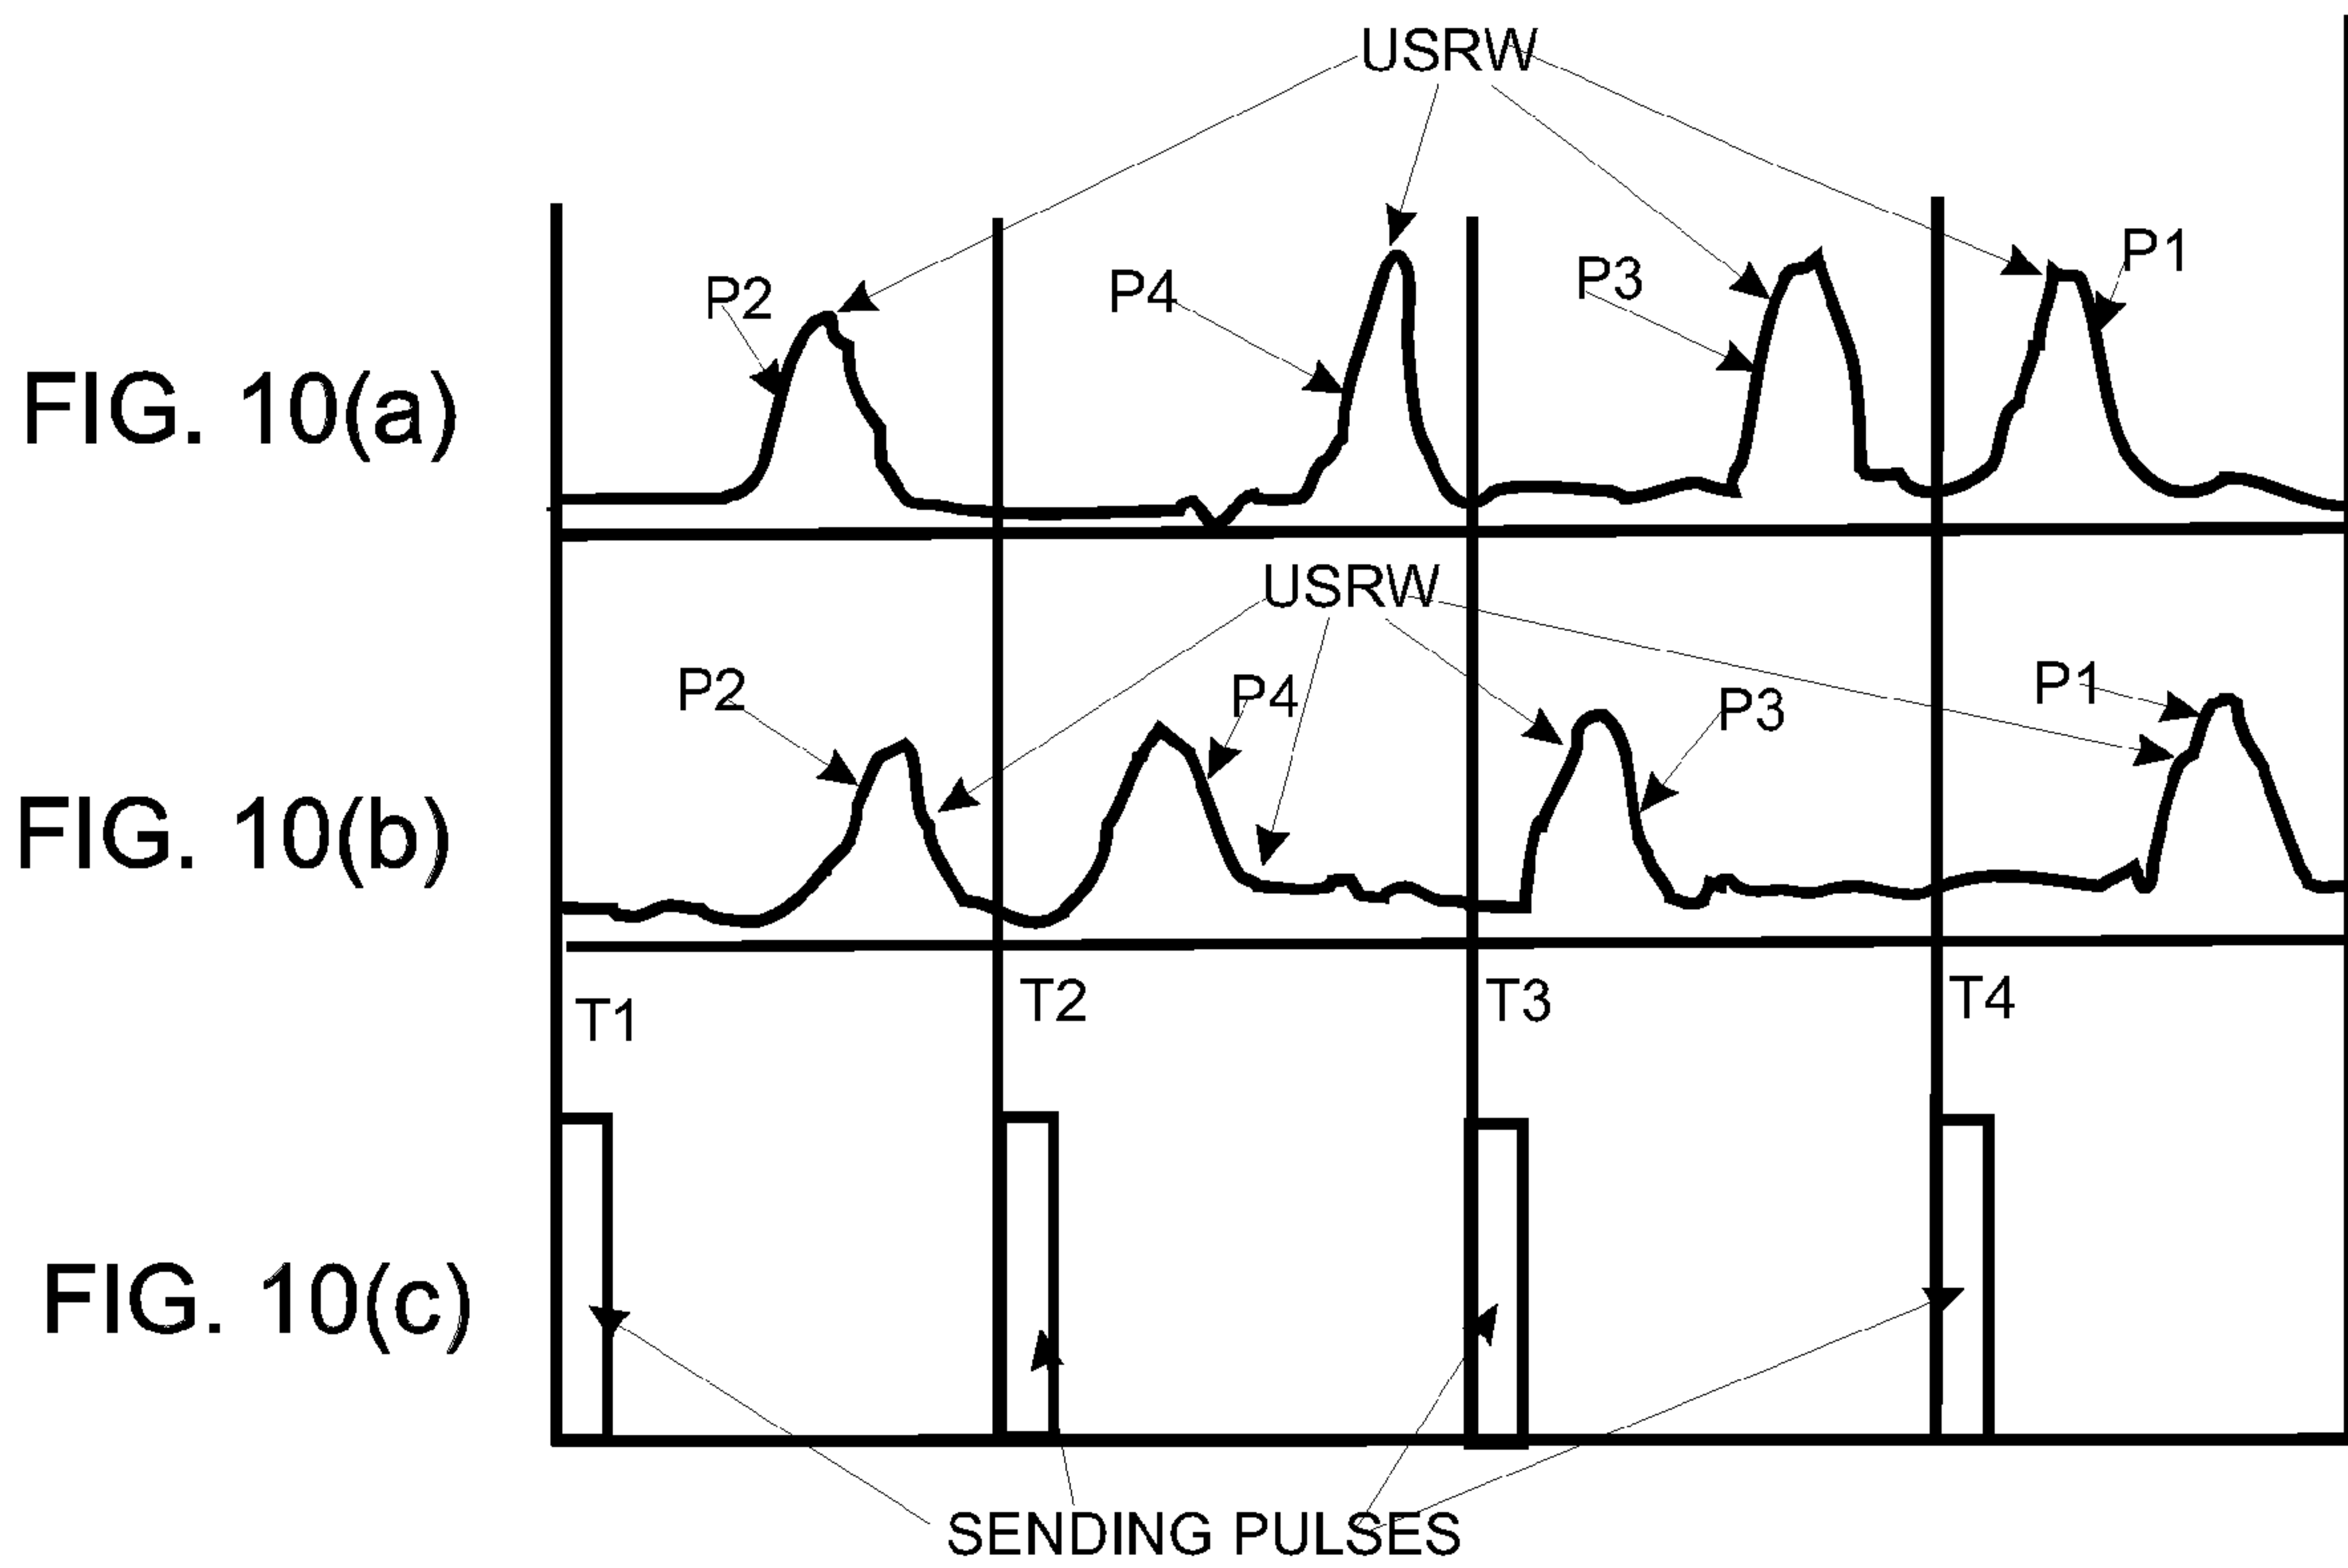 USRW
P2
P4
P3
P1
FIG. 10(a)
USRW
P2
P4
P3
P1
FIG. 10(b)
T1
T2
T3
T4
FIG. 10(c)
SENDING PULSES